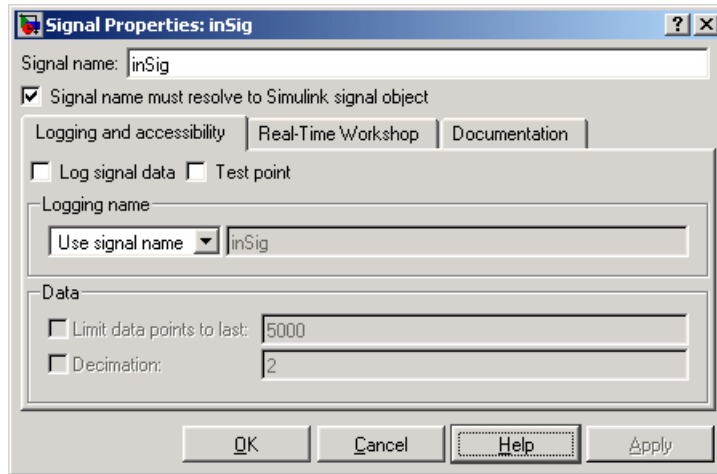 Signal Properties: inSig
Signal name: inSig
Signal name must resolve to Simulink signal object
Logging and accessibility Real-Time Workshop Documentation
Log signal data Test point
Logging name
Use signal name inSig
Data
Limit data points to last: 5000
Decimation: 2
OK Cancel Help Apply